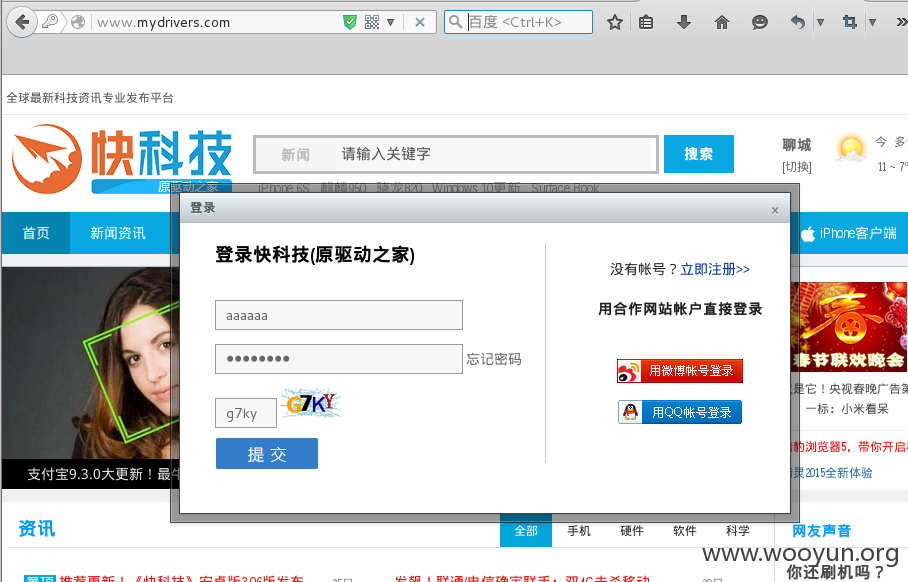 www.mydrivers.com
百度 <Ctrl+K>
全球最新科技资讯专业发布平台
快科技
原驱动之家
新闻 请输入关键字
搜索
聊城
[切换]
今 多
11 ~ 7°
iPhone 6S 麒麟950 骁龙820 Windows 10更新 Surface Book
首页 新闻资讯
iPhone客户端
登录 ×
登录快科技(原驱动之家)
aaaaaa
●●●●●●●● 忘记密码
g7ky G7KY
提 交
没有帐号？立即注册>>
用合作网站帐户直接登录
用微博帐号登录
用QQ帐号登录
春
春节联欢晚会
是它！央视春晚广告第
一标：小米看呆
豹浏览器5，带你开启
灵2015全新体验
支付宝9.3.0大更新！最
资讯
全部 手机 硬件 软件 科学
网友声音
www.wooyun.org
你还刷机吗？
置顶 推荐更新！《快科技》安卓版3.06版发布
发飙！联通/电信确定联手：双4G夫杀移动